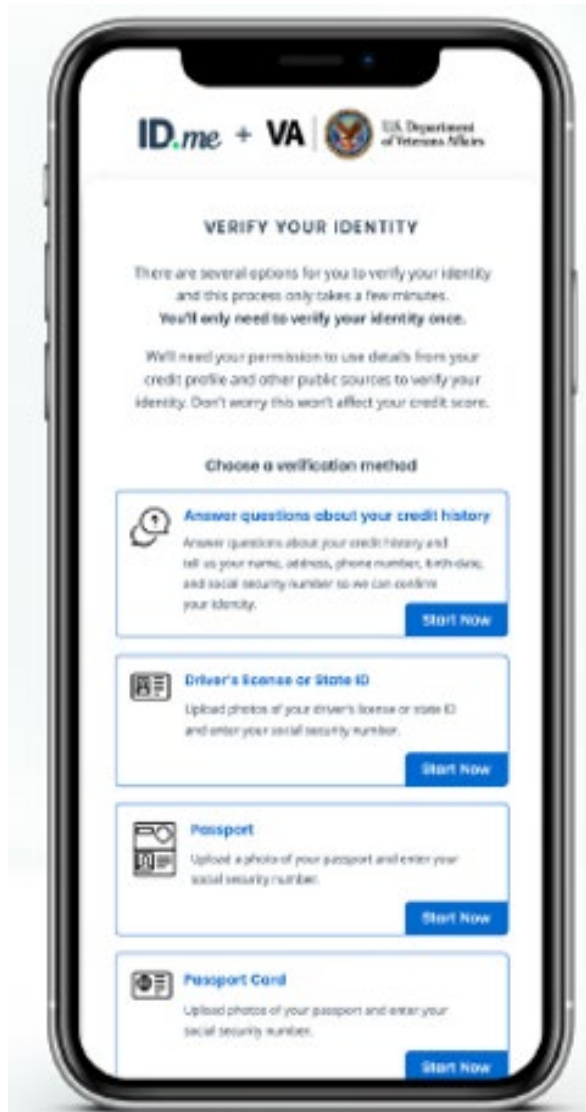 ID.me + VA U.S. Department
of Veterans Affairs
VERIFY YOUR IDENTITY
There are several options for you to verify your identity
and this process only takes a few minutes.
You'll only need to verify your identity once.
We'll need your permission to use details from your
credit profile and other public sources to verify your
identity. Don't worry this won't affect your credit score.
Choose a verification method
Answer questions about your credit history
Answer questions about your credit history and
tell us your name, address, phone number, birth date,
and social security number so we can confirm
your identity.
Start Now
Driver's license or State ID
Upload photos of your driver's license or state ID
and enter your social security number.
Start Now
Passport
Upload a photo of your passport and enter your
social security number.
Start Now
Passport Card
Upload photos of your passport and enter your
social security number.
Start Now